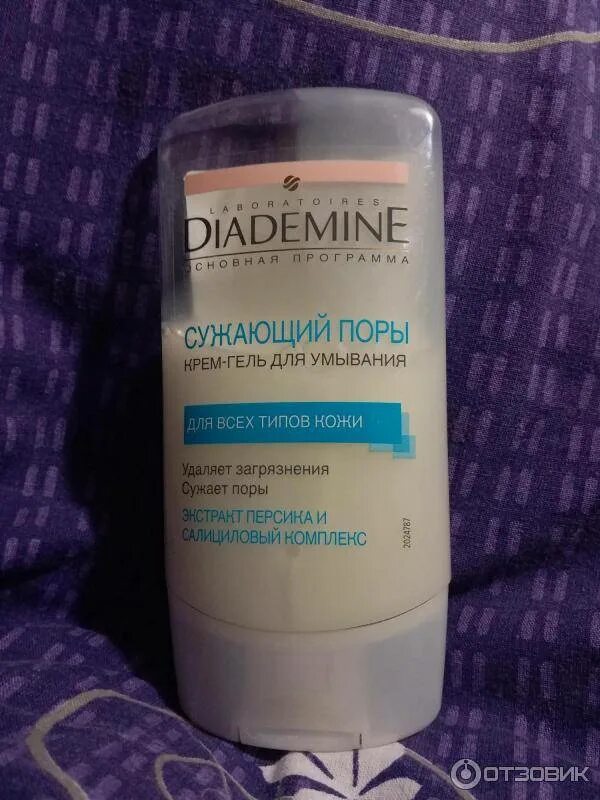 LABORATOIRES
DIADEMINE
ОСНОВНАЯ ПРОГРАММА
СУЖАЮЩИЙ ПОРЫ
КРЕМ-ГЕЛЬ ДЛЯ УМЫВАНИЯ
ДЛЯ ВСЕХ ТИПОВ КОЖИ
Удаляет загрязнения
Сужает поры
ЭКСТРАКТ ПЕРСИКА И
САЛИЦИЛОВЫЙ КОМПЛЕКС
2024787
ОТЗОВИК